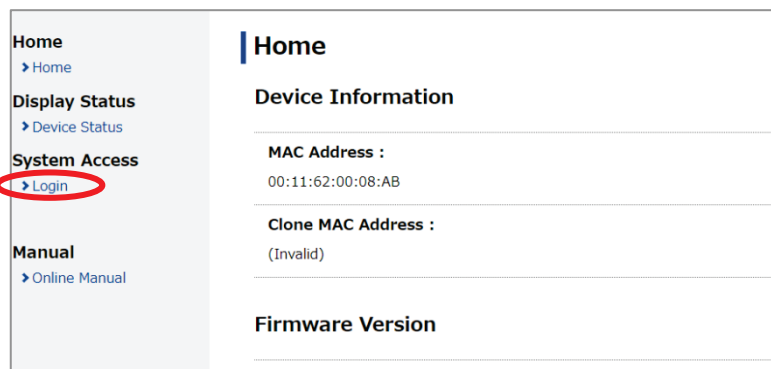 Home
Home
Display Status
Device Status
System Access
Login
Manual
Online Manual
Home
Device Information
MAC Address :
00:11:62:00:08:AB
Clone MAC Address :
(Invalid)
Firmware Version